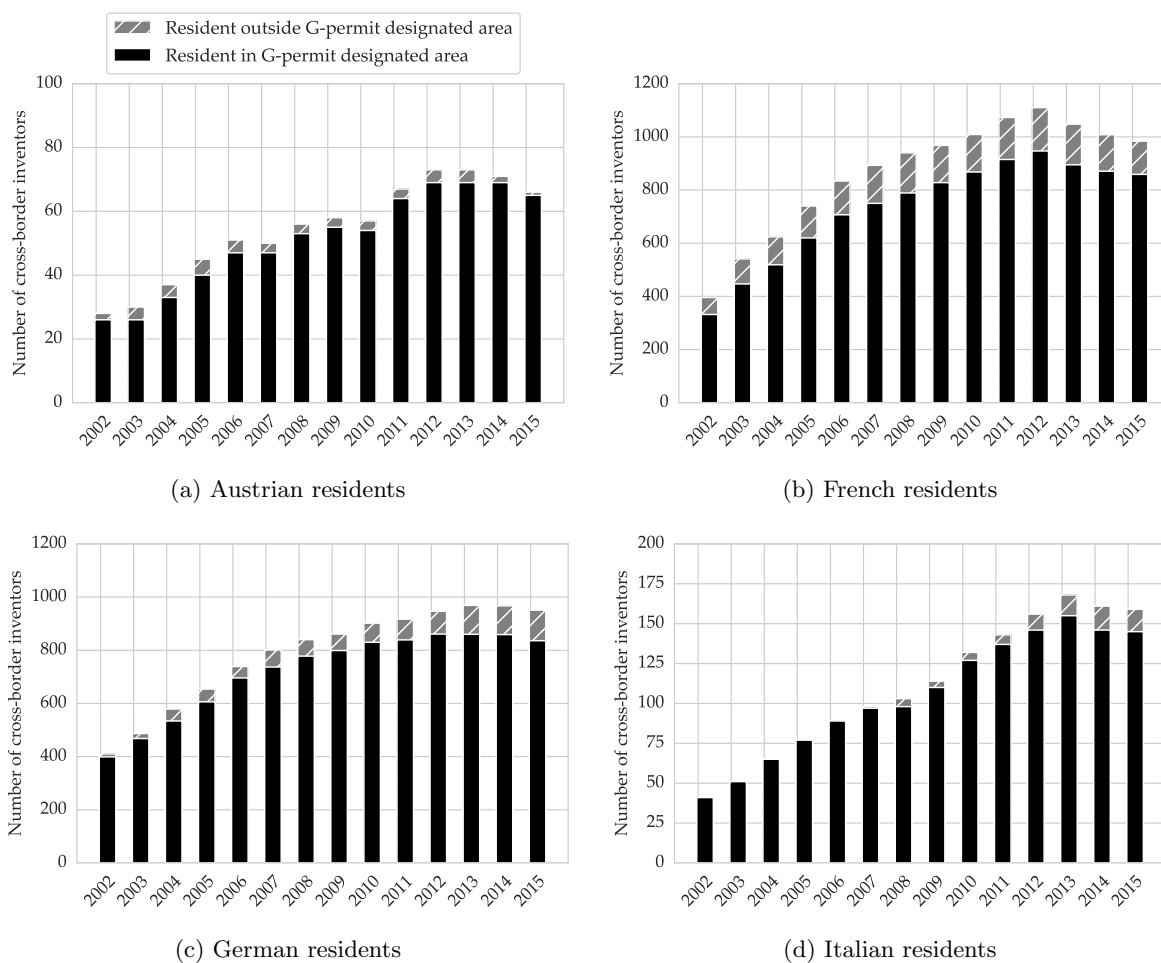 Resident outside G-permit designated area
Resident in G-permit designated area
Number of cross-border inventors
100
80
60
40
20
0
2002 2003 2004 2005 2006 2007 2008 2009 2010 2011 2012 2013 2014 2015
(a) Austrian residents
Number of cross-border inventors
1200
1000
800
600
400
200
0
2002 2003 2004 2005 2006 2007 2008 2009 2010 2011 2012 2013 2014 2015
(b) French residents
Number of cross-border inventors
1200
1000
800
600
400
200
0
2002 2003 2004 2005 2006 2007 2008 2009 2010 2011 2012 2013 2014 2015
(c) German residents
Number of cross-border inventors
200
175
150
125
100
75
50
25
0
2002 2003 2004 2005 2006 2007 2008 2009 2010 2011 2012 2013 2014 2015
(d) Italian residents